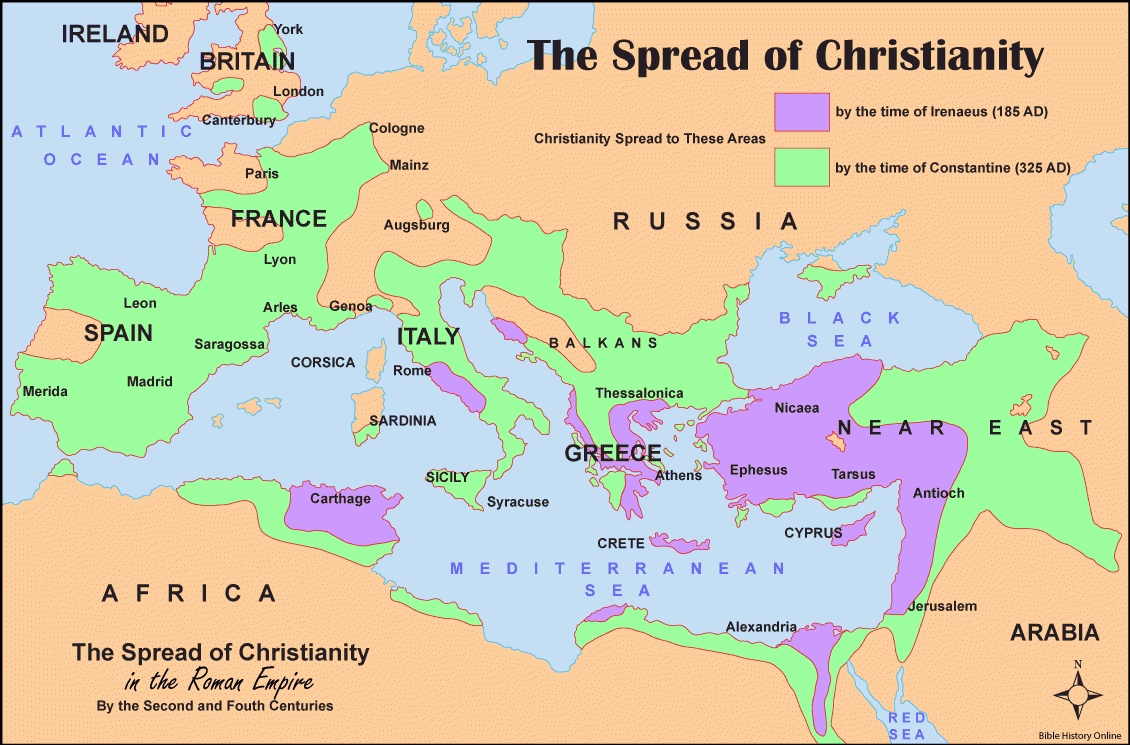 The Spread of Christianity
by the time of Irenaeus (185 AD)
Christianity Spread to These Areas
by the time of Constantine (325 AD)
IRELAND
York
BRITAIN
London
Canterbury
ATLANTIC
OCEAN
Cologne
Mainz
Paris
FRANCE
Augsburg
RUSSIA
Lyon
Leon
Arles
Genoa
SPAIN
Saragossa
ITALY
BALKANS
BLACK
SEA
CORSICA
Rome
Merida
Madrid
SARDINIA
Thessalonica
Nicaea
NEAR EAST
GREECE
Athens
Ephesus
Tarsus
Antioch
SICILY
Syracuse
Carthage
CRETE
CYPRUS
MEDITERRANEAN
SEA
AFRICA
Jerusalem
Alexandria
ARABIA
The Spread of Christianity
in the Roman Empire
By the Second and Fouth Centuries
N
RED
SEA
Bible History Online